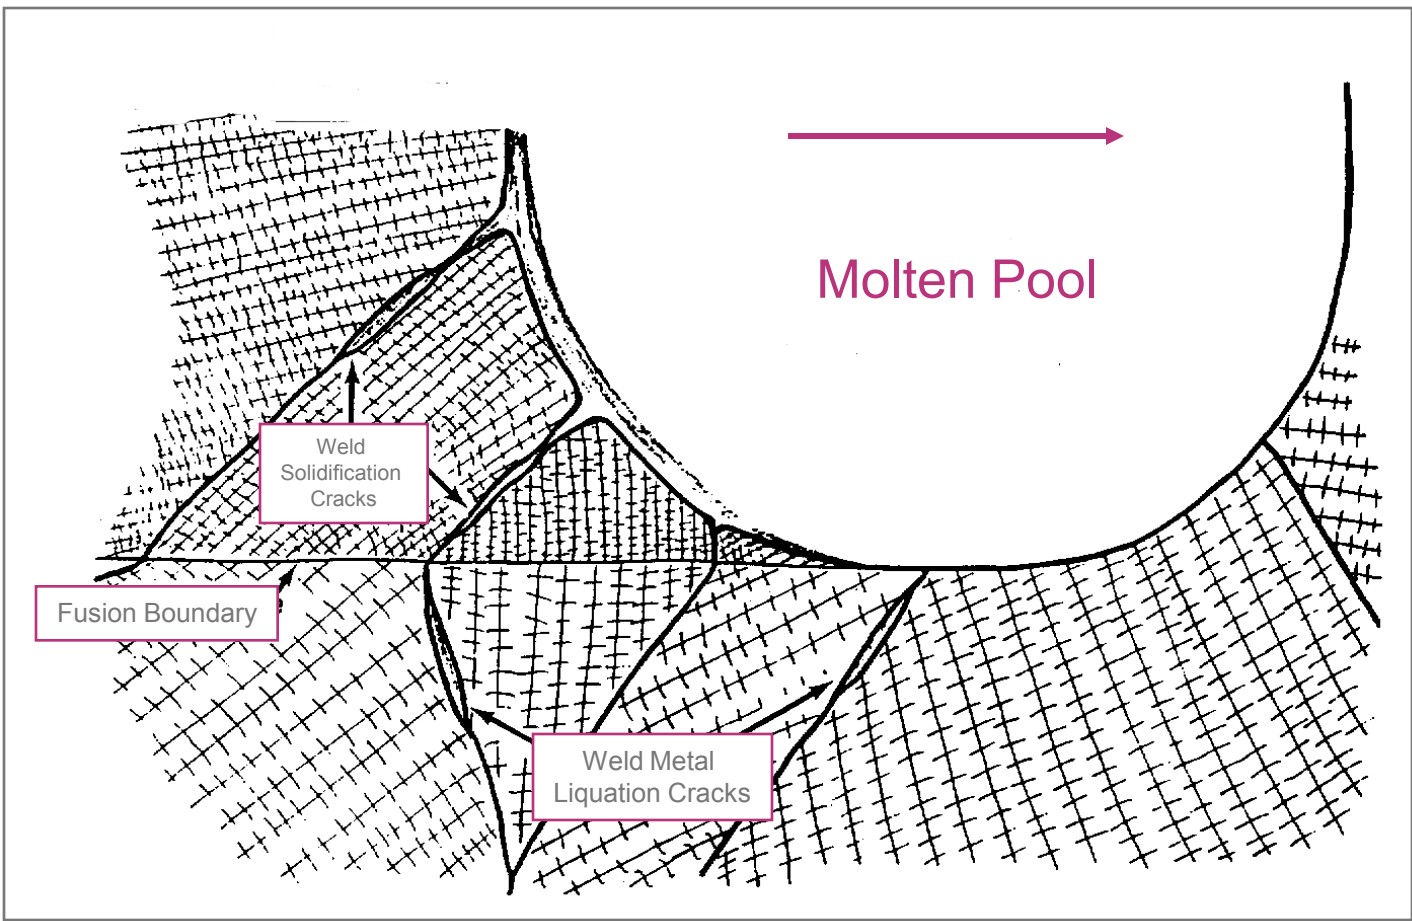 Molten Pool
Weld
Solidification
Cracks
Fusion Boundary
Weld Metal
Liquation Cracks